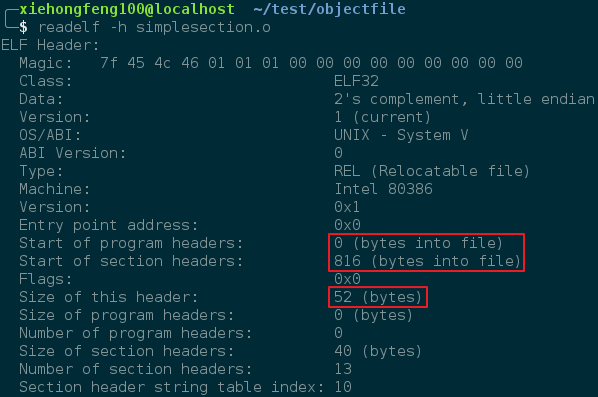 xiehongfeng100@localhost ~/test/objectfile
$ readelf -h simplesection.o
ELF Header:
  Magic:   7f 45 4c 46 01 01 01 00 00 00 00 00 00 00 00 00
  Class:                             ELF32
  Data:                              2's complement, little endian
  Version:                           1 (current)
  OS/ABI:                            UNIX - System V
  ABI Version:                       0
  Type:                              REL (Relocatable file)
  Machine:                           Intel 80386
  Version:                           0x1
  Entry point address:               0x0
  Start of program headers:          0 (bytes into file)
  Start of section headers:          816 (bytes into file)
  Flags:                             0x0
  Size of this header:               52 (bytes)
  Size of program headers:           0 (bytes)
  Number of program headers:         0
  Size of section headers:           40 (bytes)
  Number of section headers:         13
  Section header string table index: 10